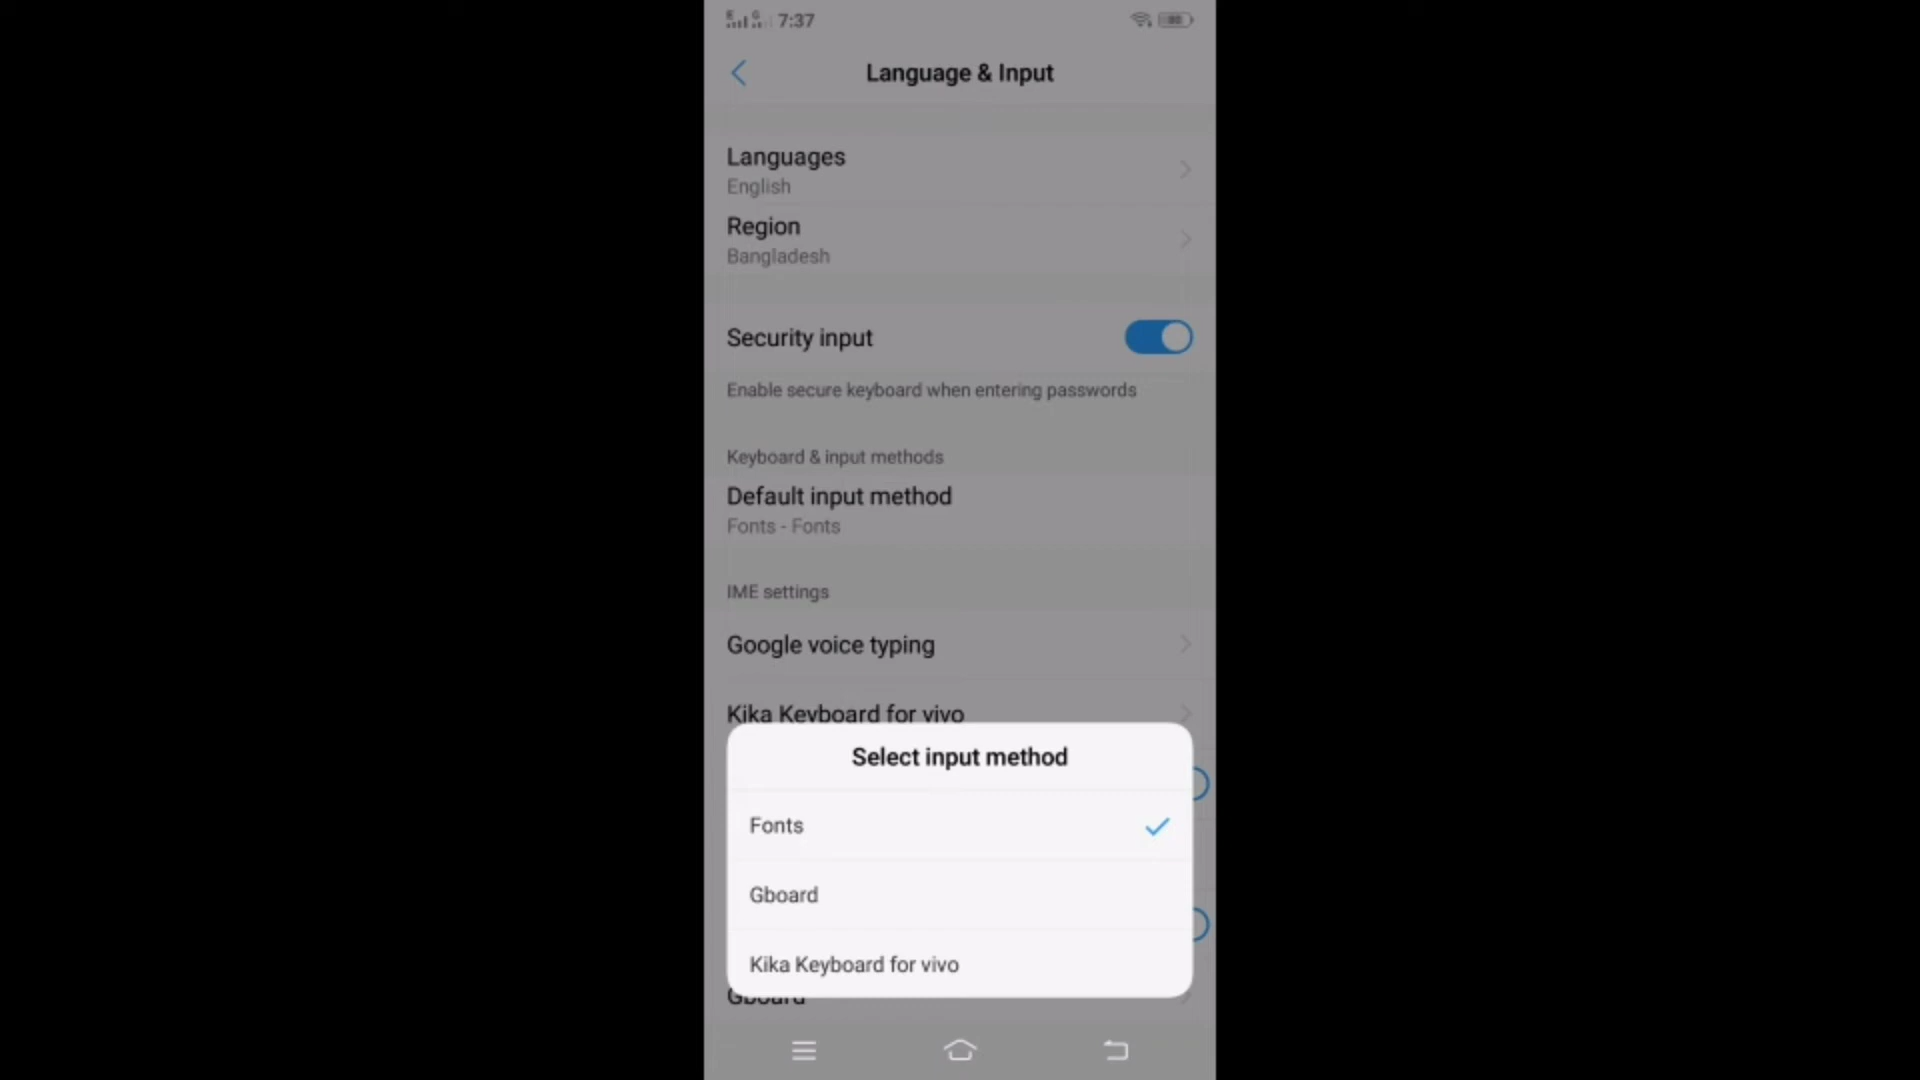 7:37
Language & Input
Languages
English
Region
Bangladesh
Security input
Enable secure keyboard when entering passwords
Keyboard & input methods
Default input method
Fonts - Fonts
IME settings
Google voice typing
Kika Keyboard for vivo
Select input method
Fonts
Gboard
Kika Keyboard for vivo
Gboard